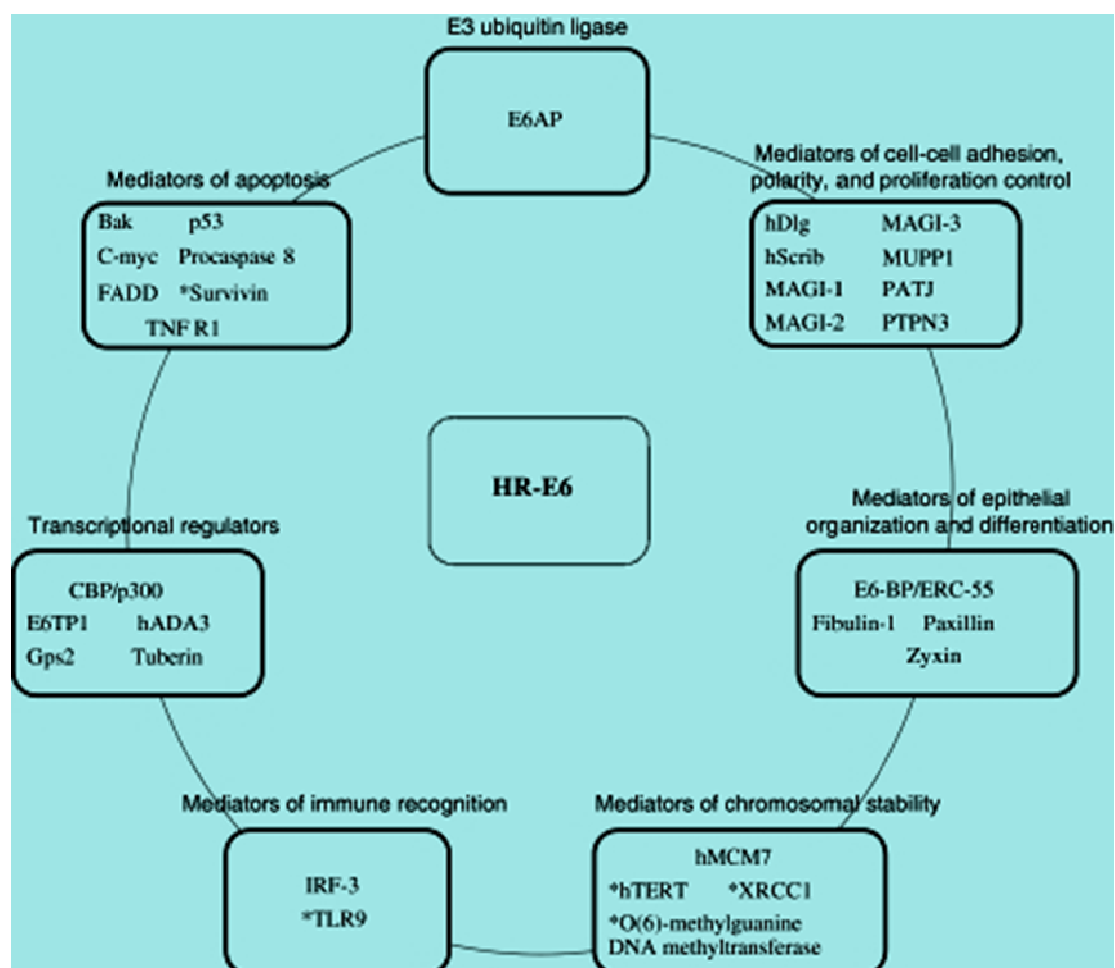 E3 ubiquitin ligase
E6AP
Mediators of apoptosis
Bak p53
C-myc Procaspase 8
FADD *Survivin
TNF R1
Mediators of cell-cell adhesion,
polarity, and proliferation control
hDlg MAGI-3
hScrib MUPP1
MAGI-1 PATJ
MAGI-2 PTPN3
HR-E6
Transcriptional regulators
CBP/p300
E6TP1 hADA3
Gps2 Tuberin
Mediators of epithelial
organization and differentiation
E6-BP/ERC-55
Fibulin-1 Paxillin
Zyxin
Mediators of immune recognition
IRF-3
*TLR9
Mediators of chromosomal stability
hMCM7
*hTERT *XRCC1
*O(6)-methylguanine
DNA methyltransferase